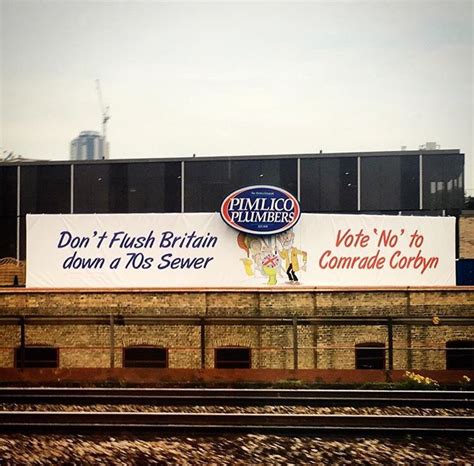 PIMLICO
PLUMBERS
Don't Flush Britain
down a 70s Sewer
Vote 'No' to
Comrade Corbyn